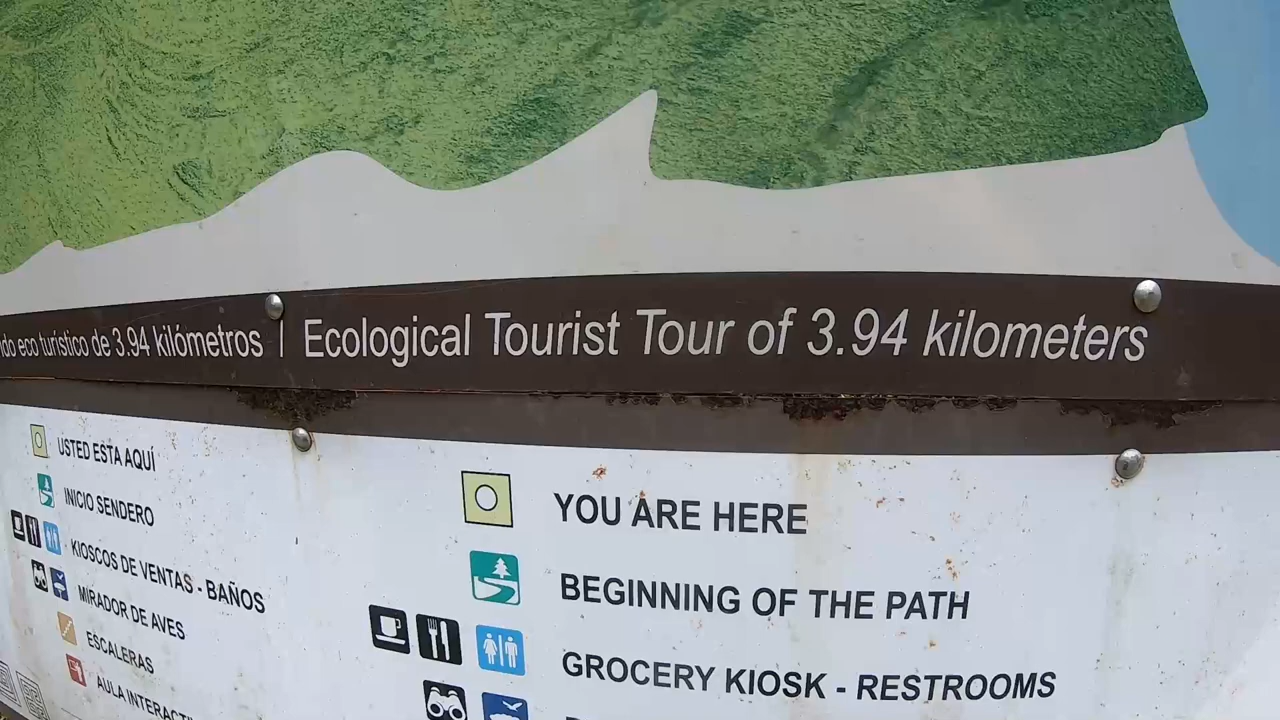 eco turístico de 3.94 kilómetros | Ecological Tourist Tour of 3.94 kilometers
USTED ESTA AQUÍ
INICIO SENDERO
KIOSCOS DE VENTAS - BAÑOS
MIRADOR DE AVES
ESCALERAS
AULA
YOU ARE HERE
BEGINNING OF THE PATH
GROCERY KIOSK - RESTROOMS